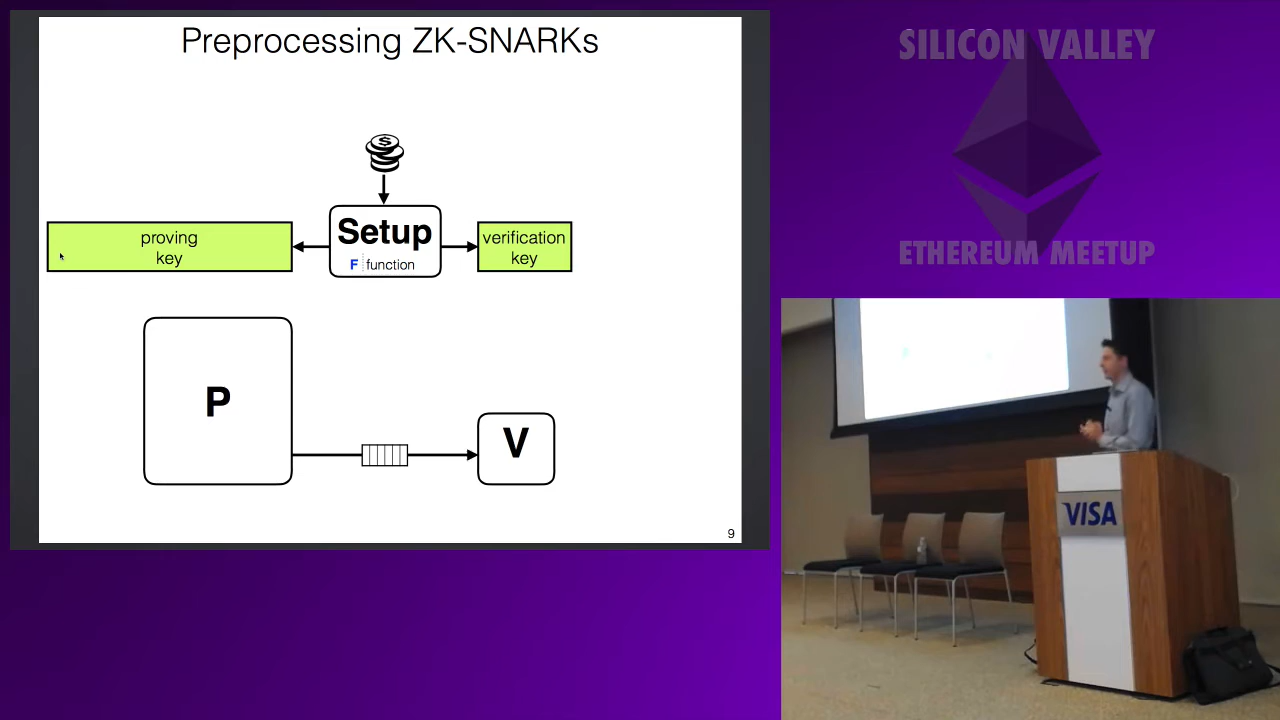 Preprocessing ZK-SNARKs
$
proving
key
Setup
F function
verification
key
P
V
9
SILICON VALLEY
ETHEREUM MEETUP
VISA